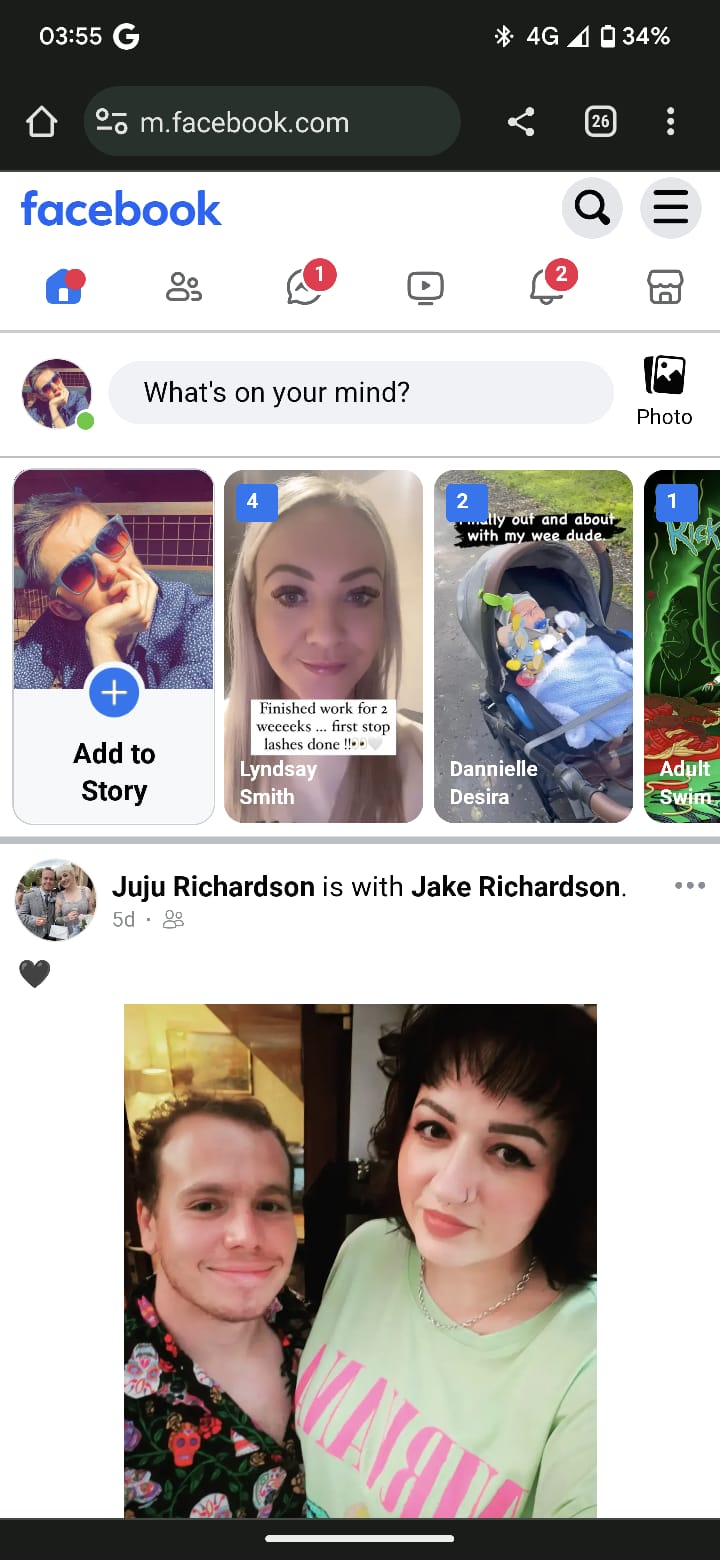 03:55 G 4G 34%
m.facebook.com 26
facebook
1 2
What's on your mind?
Photo
Add to
Story
4
Finished work for 2
weeeeks ... first stop
lashes done !!👀🤍
Lyndsay
Smith
2
out and about
with my wee dude.
Dannielle
Desira
1
Rick
Adult
Swim
Juju Richardson is with Jake Richardson.
5d ·
🖤
NIRVANA